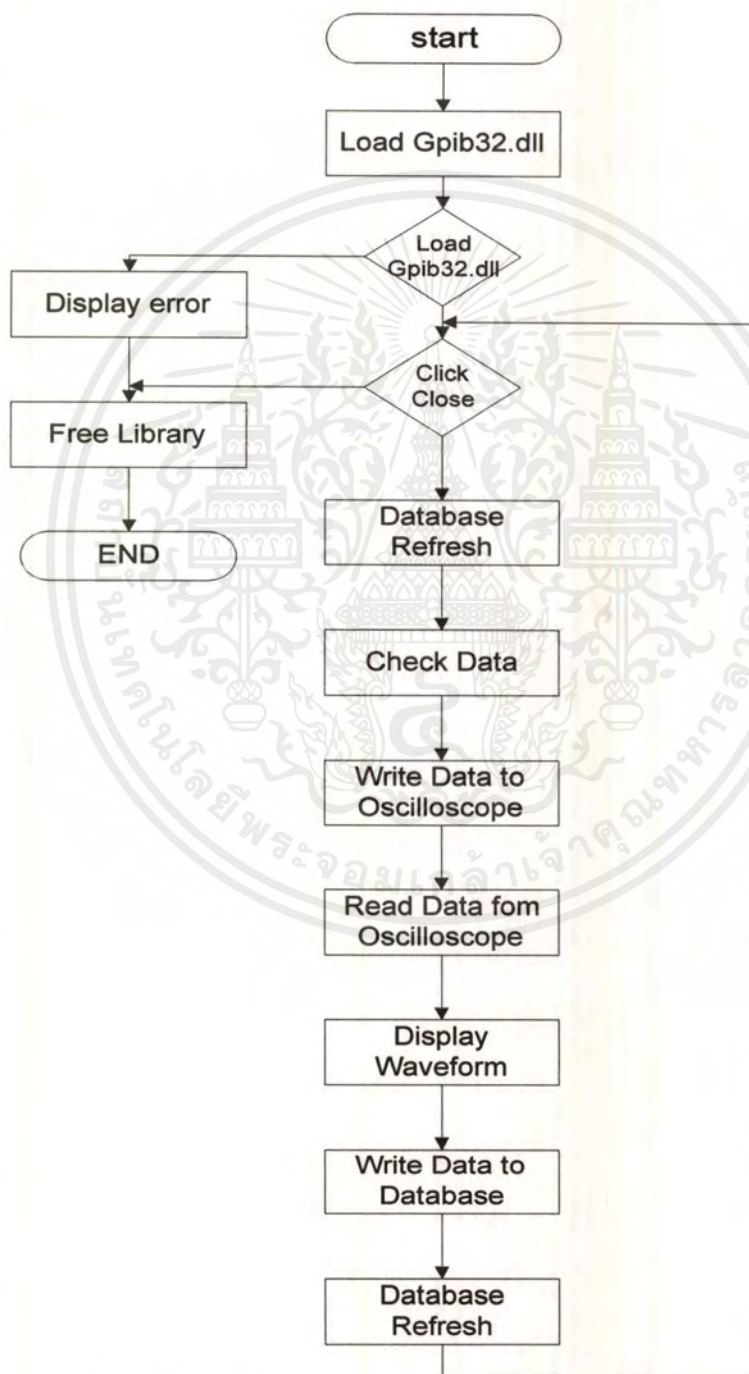 start
Load Gpib32.dll
Load
Gpib32.dll
Display error
Click
Close
Free Library
Database
Refresh
END
Check Data
Write Data to
Oscilloscope
Read Data fom
Oscilloscope
Display
Waveform
Write Data to
Database
Database
Refresh